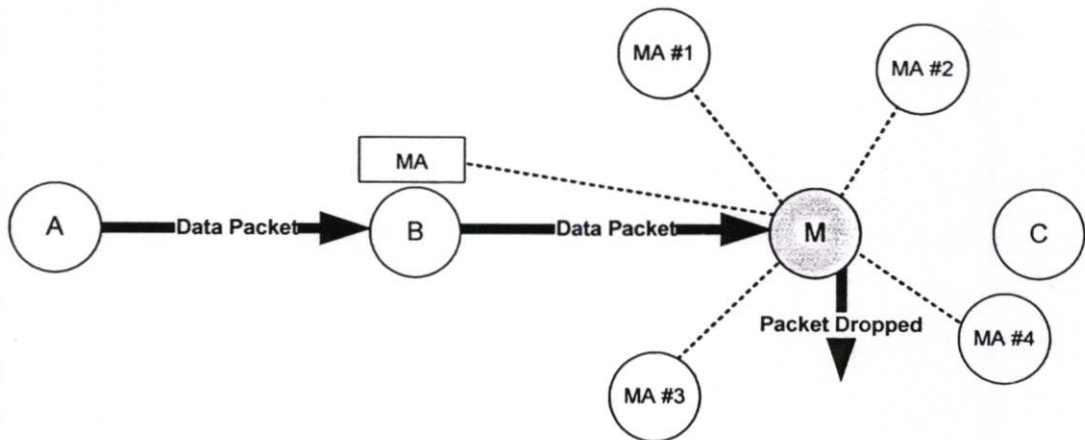 MA #1
MA #2
MA
A
Data Packet
B
Data Packet
M
C
Packet Dropped
MA #4
MA #3